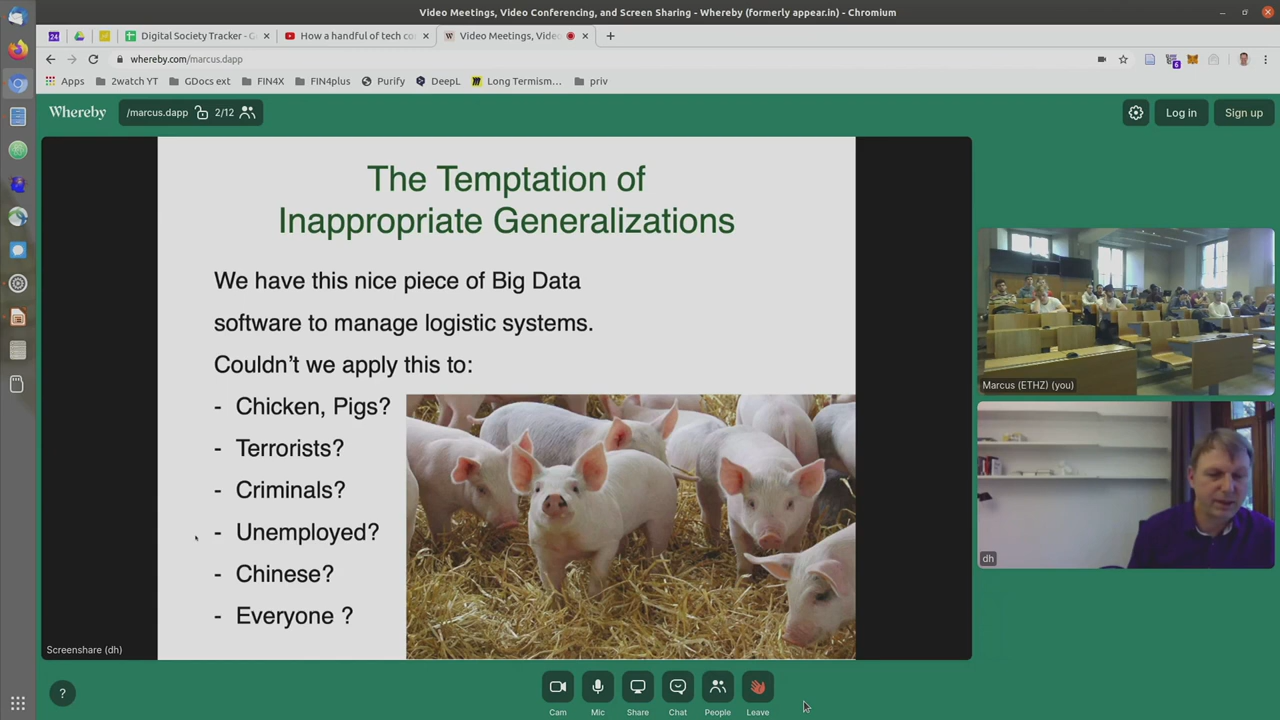 Video Meetings, Video Conferencing, and Screen Sharing - Whereby (formerly appear.in) - Chromium
24
Digital Society Tracker - G
How a handful of tech co
Video Meetings, Vide
whereby.com/marcus.dapp
6
Apps
2watch YT
GDocs ext
FIN4X
FIN4plus
Purify
DeepL
Long Termism...
priv
Whereby
/marcus.dapp
2/12
Log in
Sign up
The Temptation of
Inappropriate Generalizations
We have this nice piece of Big Data
software to manage logistic systems.
Couldn't we apply this to:
- Chicken, Pigs?
- Terrorists?
- Criminals?
- Unemployed?
- Chinese?
- Everyone ?
Screenshare (dh)
Marcus (ETHZ) (you)
dh
?
Cam
Mic
Share
Chat
People
Leave